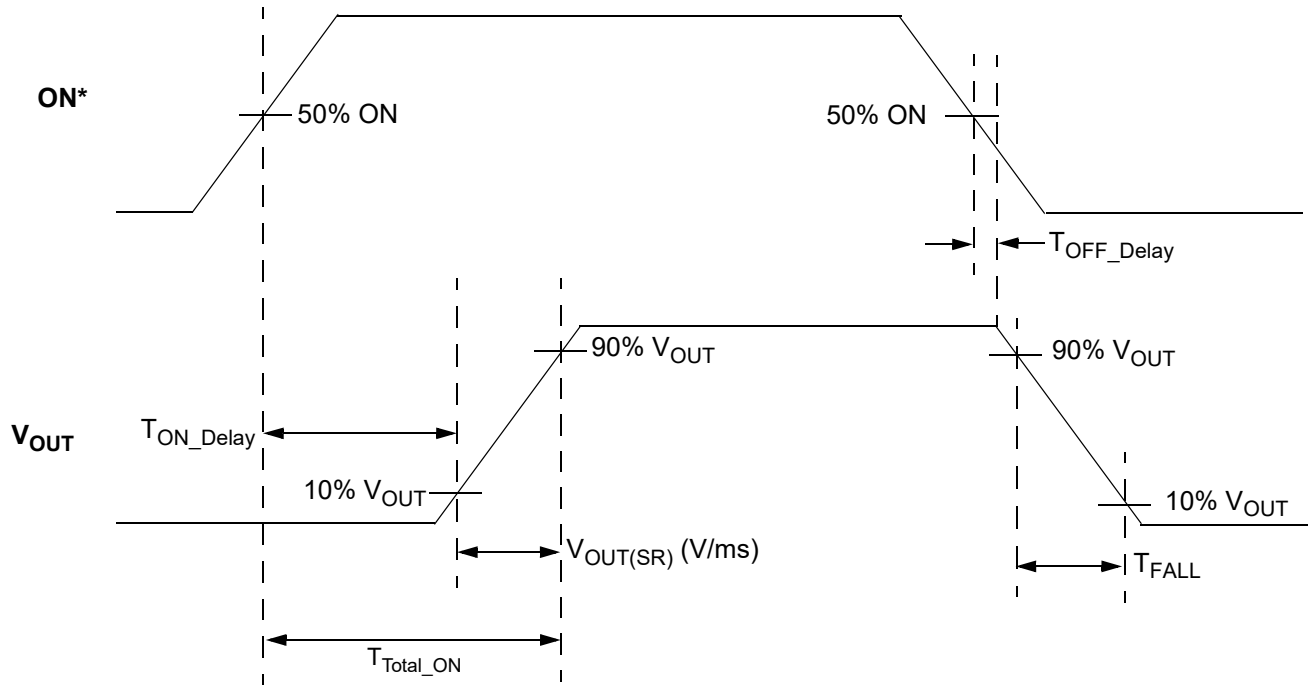 ON*
50% ON
50% ON
T_OFF_Delay
90% V_OUT
90% V_OUT
V_OUT
T_ON_Delay
10% V_OUT
10% V_OUT
V_OUT(SR) (V/ms)
T_FALL
T_Total_ON